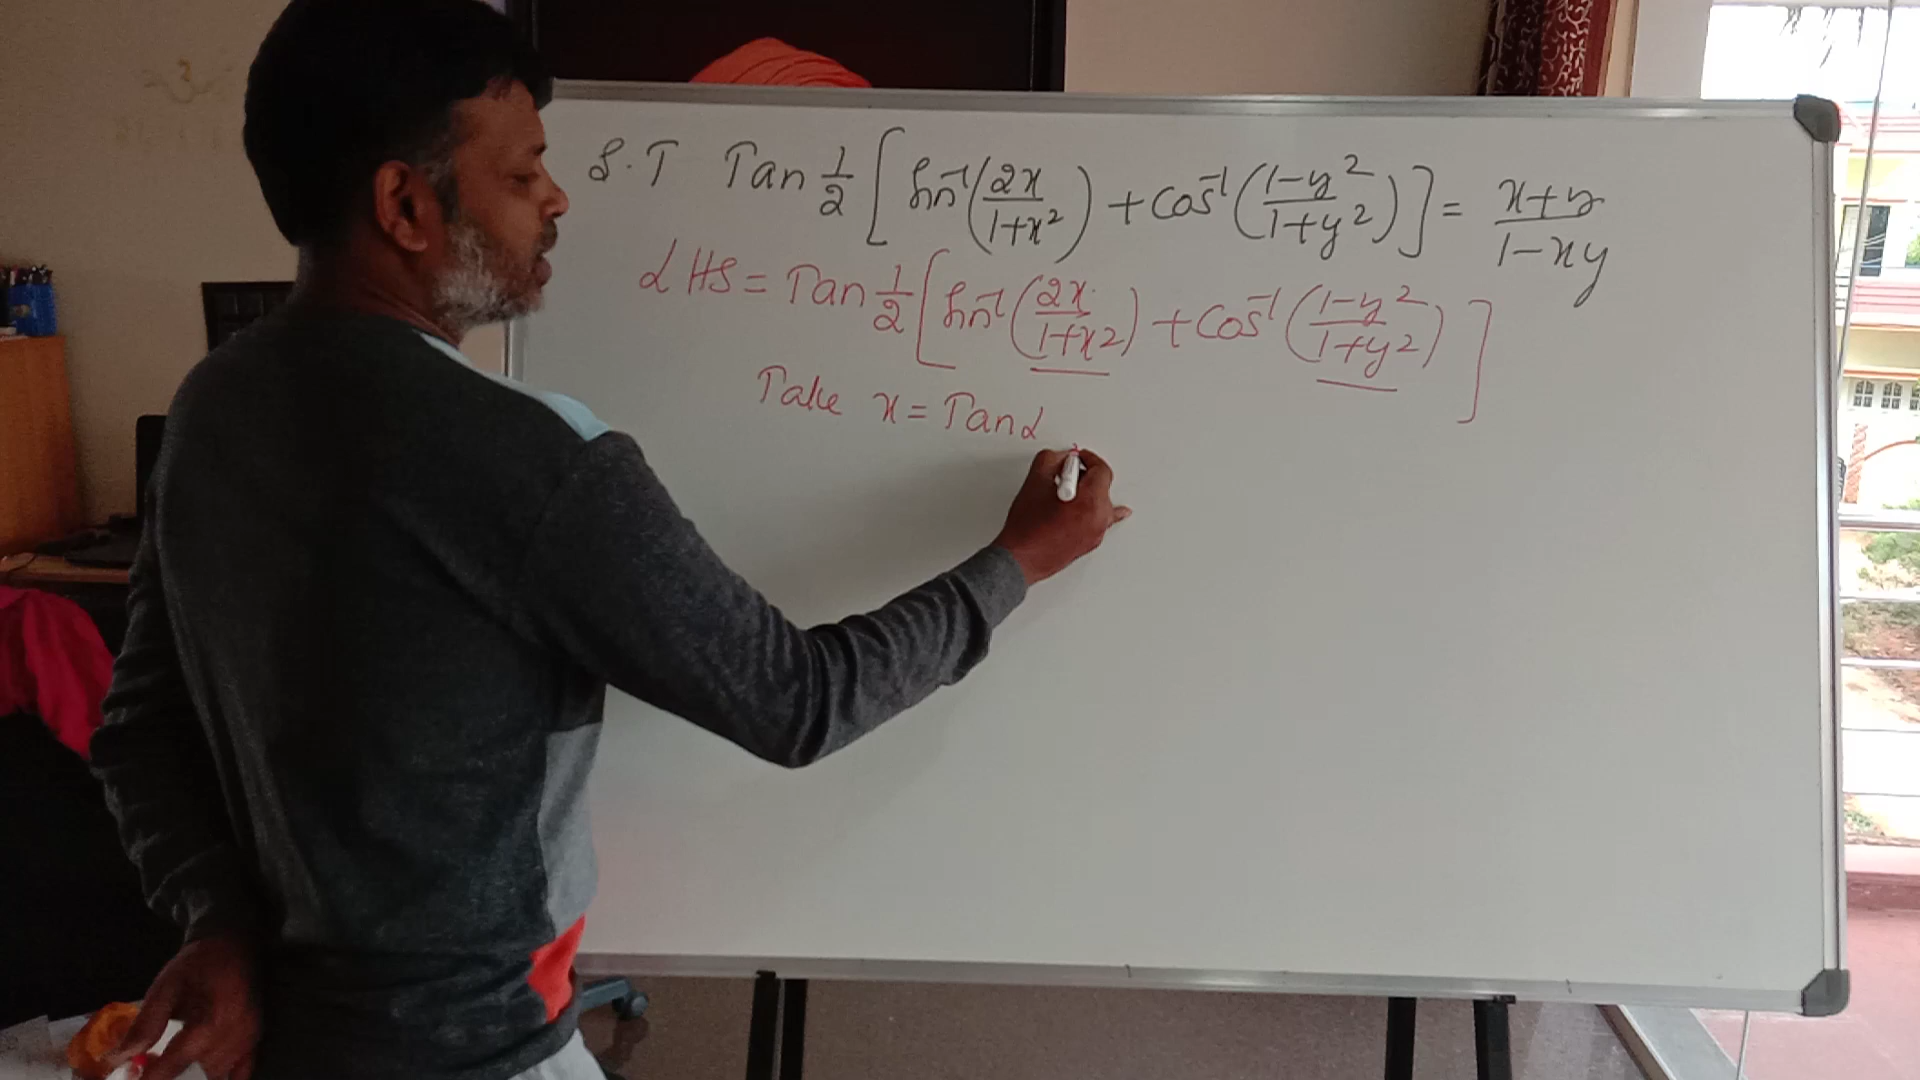 S.T Tan 1/2 [sin⁻¹(2x/1+x²) + Cos⁻¹(1-y²/1+y²)] = x+y/1-xy
LHS = Tan 1/2 [sin⁻¹(2x/1+x²) + Cos⁻¹(1-y²/1+y²)]
Take x = Tan α